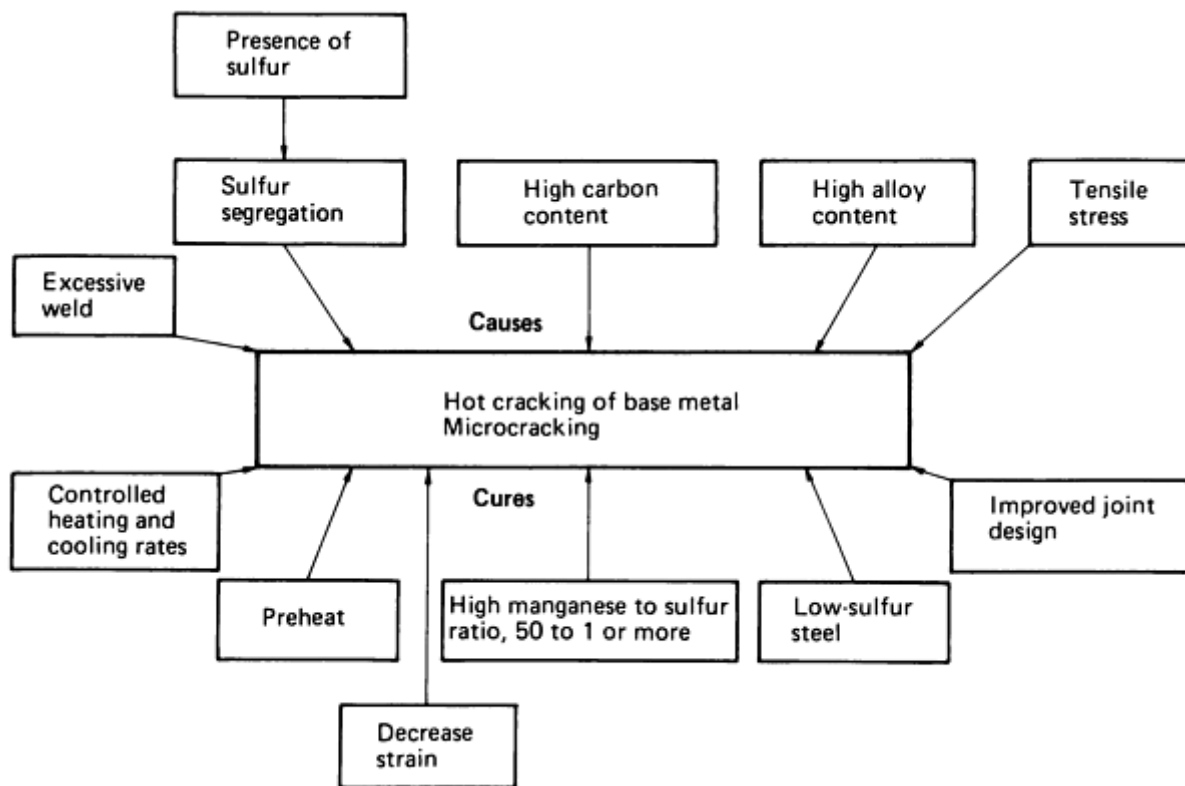 Presence of
sulfur
Sulfur
segregation
High carbon
content
High alloy
content
Tensile
stress
Excessive
weld
Causes
Hot cracking of base metal
Microcracking
Cures
Controlled
heating and
cooling rates
Improved joint
design
Preheat
High manganese to sulfur
ratio, 50 to 1 or more
Low-sulfur
steel
Decrease
strain